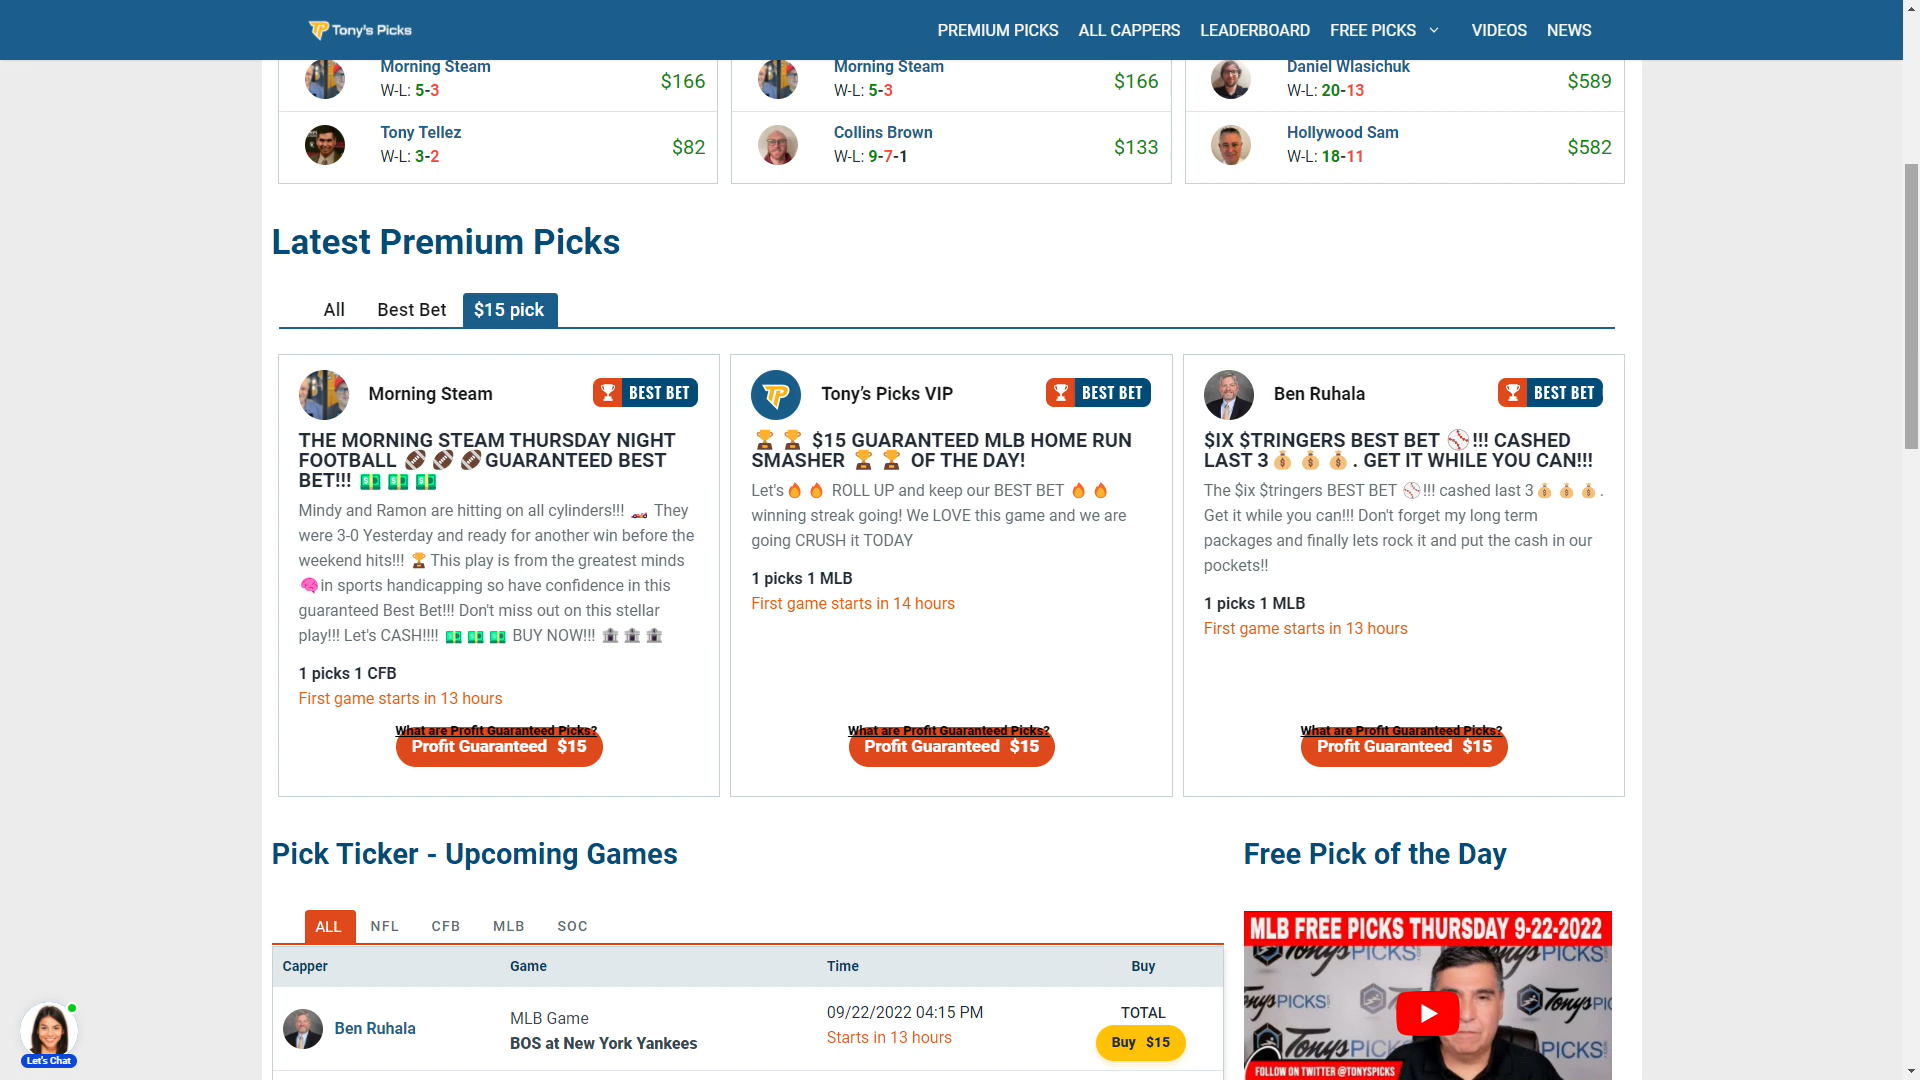 Tony's Picks
PREMIUM PICKS ALL CAPPERS LEADERBOARD FREE PICKS VIDEOS NEWS
Morning Steam
W-L: 5-3
$166
Tony Tellez
W-L: 3-2
$82
Morning Steam
W-L: 5-3
$166
Collins Brown
W-L: 9-7-1
$133
Daniel Wlasichuk
W-L: 20-13
$589
Hollywood Sam
W-L: 18-11
$582
Latest Premium Picks
All Best Bet $15 pick
Morning Steam BEST BET
THE MORNING STEAM THURSDAY NIGHT
FOOTBALL 🏈 🏈 🏈GUARANTEED BEST
BET!!! 💵 💵 💵
Mindy and Ramon are hitting on all cylinders!!! 🏎️ They
were 3-0 Yesterday and ready for another win before the
weekend hits!!! 🏆This play is from the greatest minds
🧠in sports handicapping so have confidence in this
guaranteed Best Bet!!! Don't miss out on this stellar
play!!! Let's CASH!!!! 💵 💵 💵 BUY NOW!!! 🏦 🏦 🏦
1 picks 1 CFB
First game starts in 13 hours
What are Profit Guaranteed Picks?
Profit Guaranteed $15
Tony's Picks VIP BEST BET
🏆 🏆 $15 GUARANTEED MLB HOME RUN
SMASHER 🏆 🏆 OF THE DAY!
Let's🔥 🔥 ROLL UP and keep our BEST BET 🔥 🔥
winning streak going! We LOVE this game and we are
going CRUSH it TODAY
1 picks 1 MLB
First game starts in 14 hours
What are Profit Guaranteed Picks?
Profit Guaranteed $15
Ben Ruhala BEST BET
$IX $TRINGERS BEST BET ⚾!!! CASHED
LAST 3💰 💰 💰 . GET IT WHILE YOU CAN!!!
The $ix $tringers BEST BET ⚾!!! cashed last 3💰 💰 💰 .
Get it while you can!!! Don't forget my long term
packages and finally lets rock it and put the cash in our
pockets!!
1 picks 1 MLB
First game starts in 13 hours
What are Profit Guaranteed Picks?
Profit Guaranteed $15
Pick Ticker - Upcoming Games
ALL NFL CFB MLB SOC
Capper Game Time Buy
Ben Ruhala
MLB Game
BOS at New York Yankees
09/22/2022 04:15 PM
Starts in 13 hours
TOTAL
Buy $15
Free Pick of the Day
MLB FREE PICKS THURSDAY 9-22-2022
FOLLOW ON TWITTER @TONYSPICKS
Let's Chat